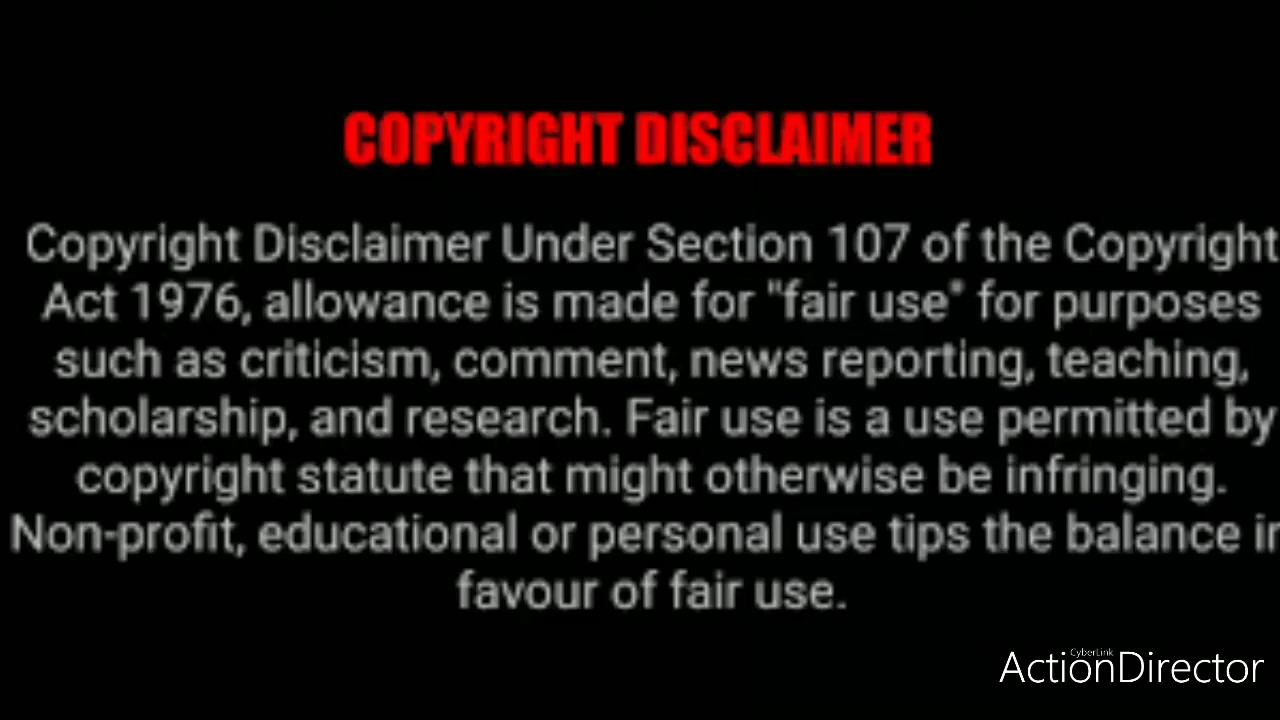 COPYRIGHT DISCLAIMER
Copyright Disclaimer Under Section 107 of the Copyright
Act 1976, allowance is made for "fair use" for purposes
such as criticism, comment, news reporting, teaching,
scholarship, and research. Fair use is a use permitted by
copyright statute that might otherwise be infringing.
Non-profit, educational or personal use tips the balance in
favour of fair use.
CyberLink
ActionDirector